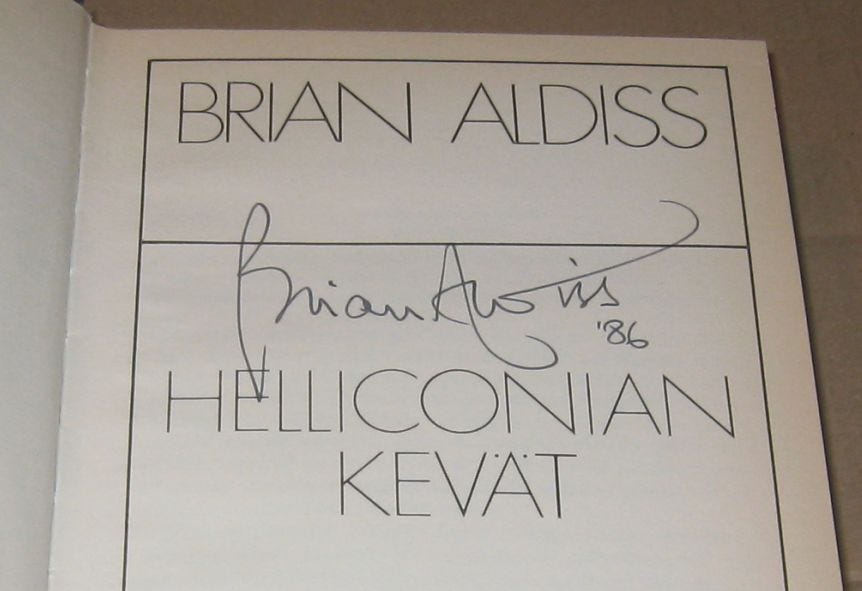 BRIAN ALDISS
Brian Aldiss
'86
HELLICONIAN
KEVÄT